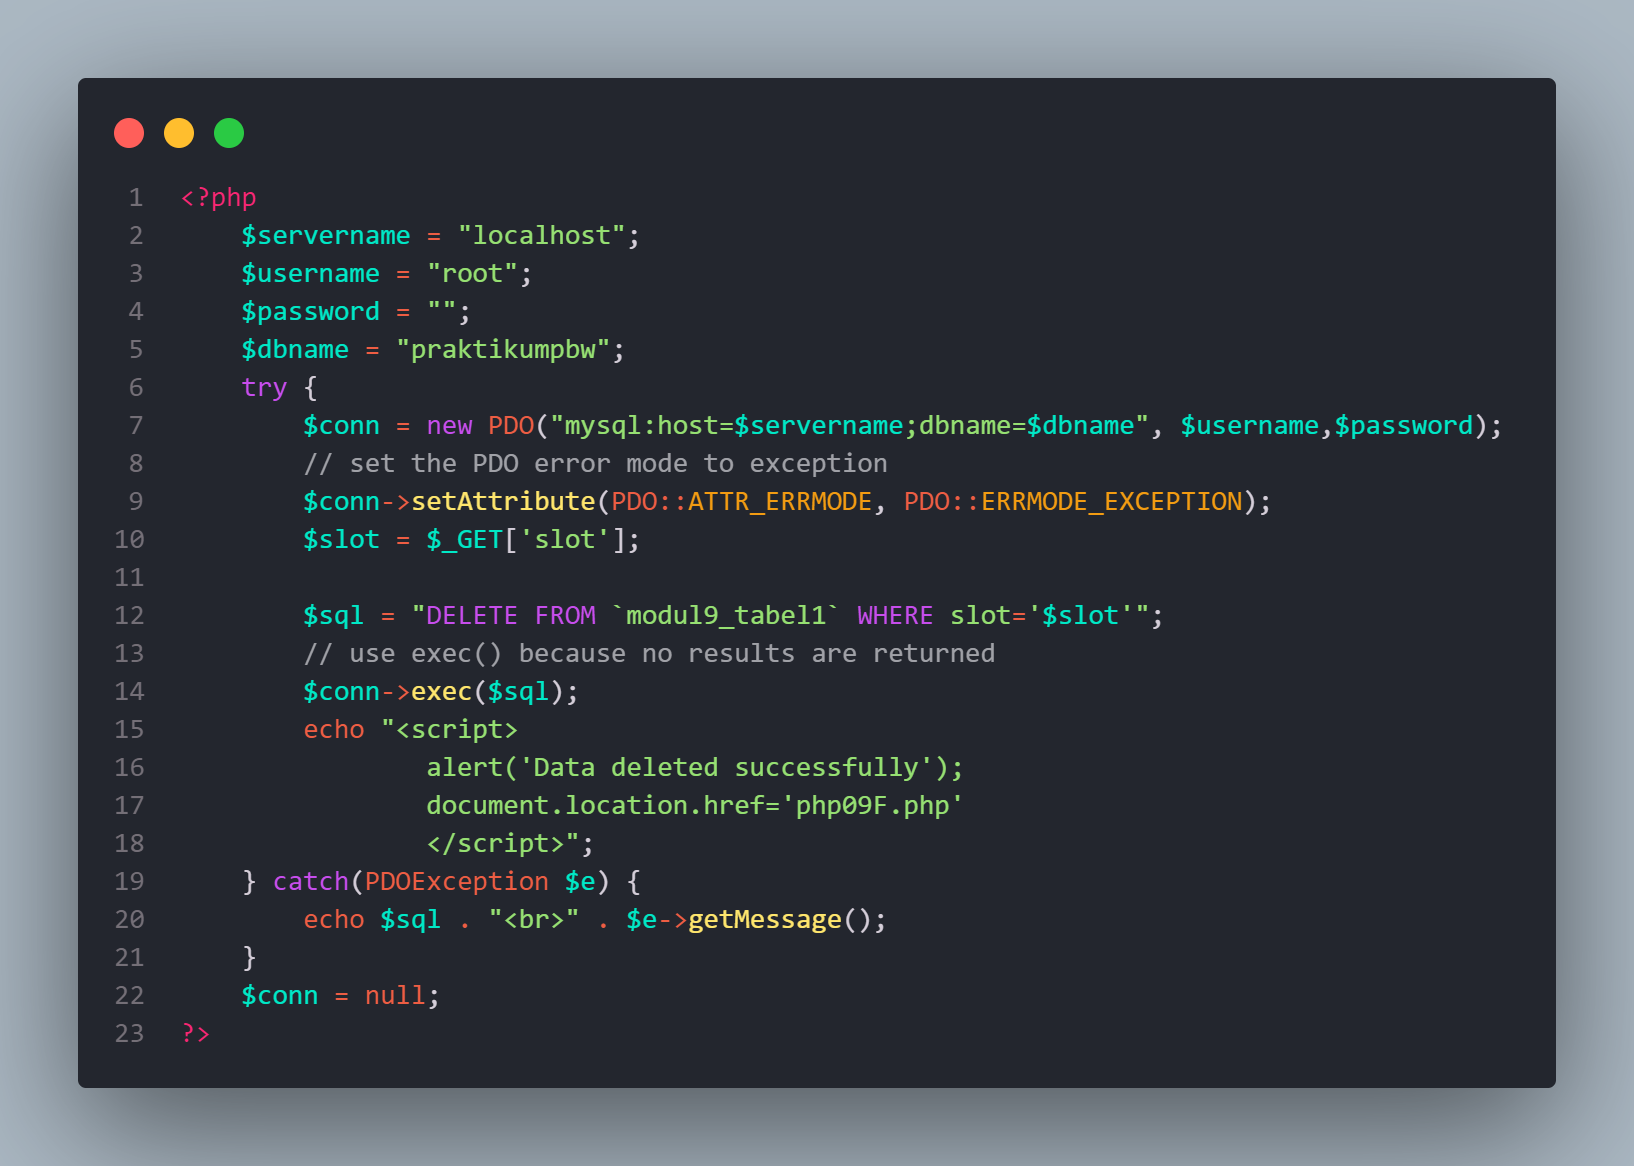 1 <?php
2     $servername = "localhost";
3     $username = "root";
4     $password = "";
5     $dbname = "praktikumpbw";
6     try {
7         $conn = new PDO("mysql:host=$servername;dbname=$dbname", $username,$password);
8         // set the PDO error mode to exception
9         $conn->setAttribute(PDO::ATTR_ERRMODE, PDO::ERRMODE_EXCEPTION);
10         $slot = $_GET['slot'];
11
12         $sql = "DELETE FROM `modul9_tabel1` WHERE slot='$slot'";
13         // use exec() because no results are returned
14         $conn->exec($sql);
15         echo "<script>
16                 alert('Data deleted successfully');
17                 document.location.href='php09F.php'
18                 </script>";
19     } catch(PDOException $e) {
20         echo $sql . "<br>" . $e->getMessage();
21     }
22     $conn = null;
23 ?>